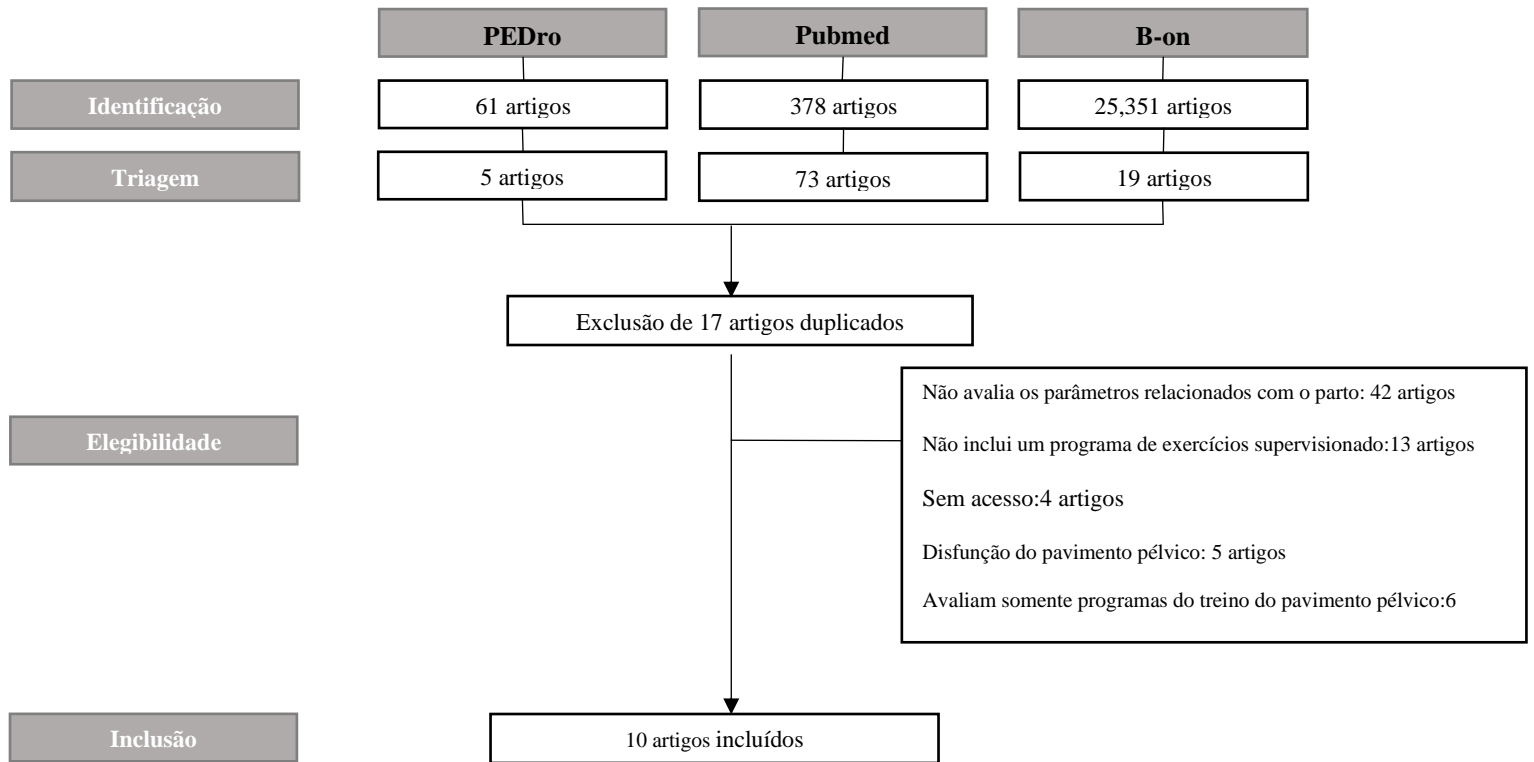 PEDro
Pubmed
B-on
Identificação
61 artigos
378 artigos
25,351 artigos
Triagem
5 artigos
73 artigos
19 artigos
Exclusão de 17 artigos duplicados
Não avalia os parâmetros relacionados com o parto: 42 artigos
Não inclui um programa de exercícios supervisionado:13 artigos
Sem acesso:4 artigos
Disfunção do pavimento pélvico: 5 artigos
Avaliam somente programas do treino do pavimento pélvico:6
Elegibilidade
Inclusão
10 artigos incluídos